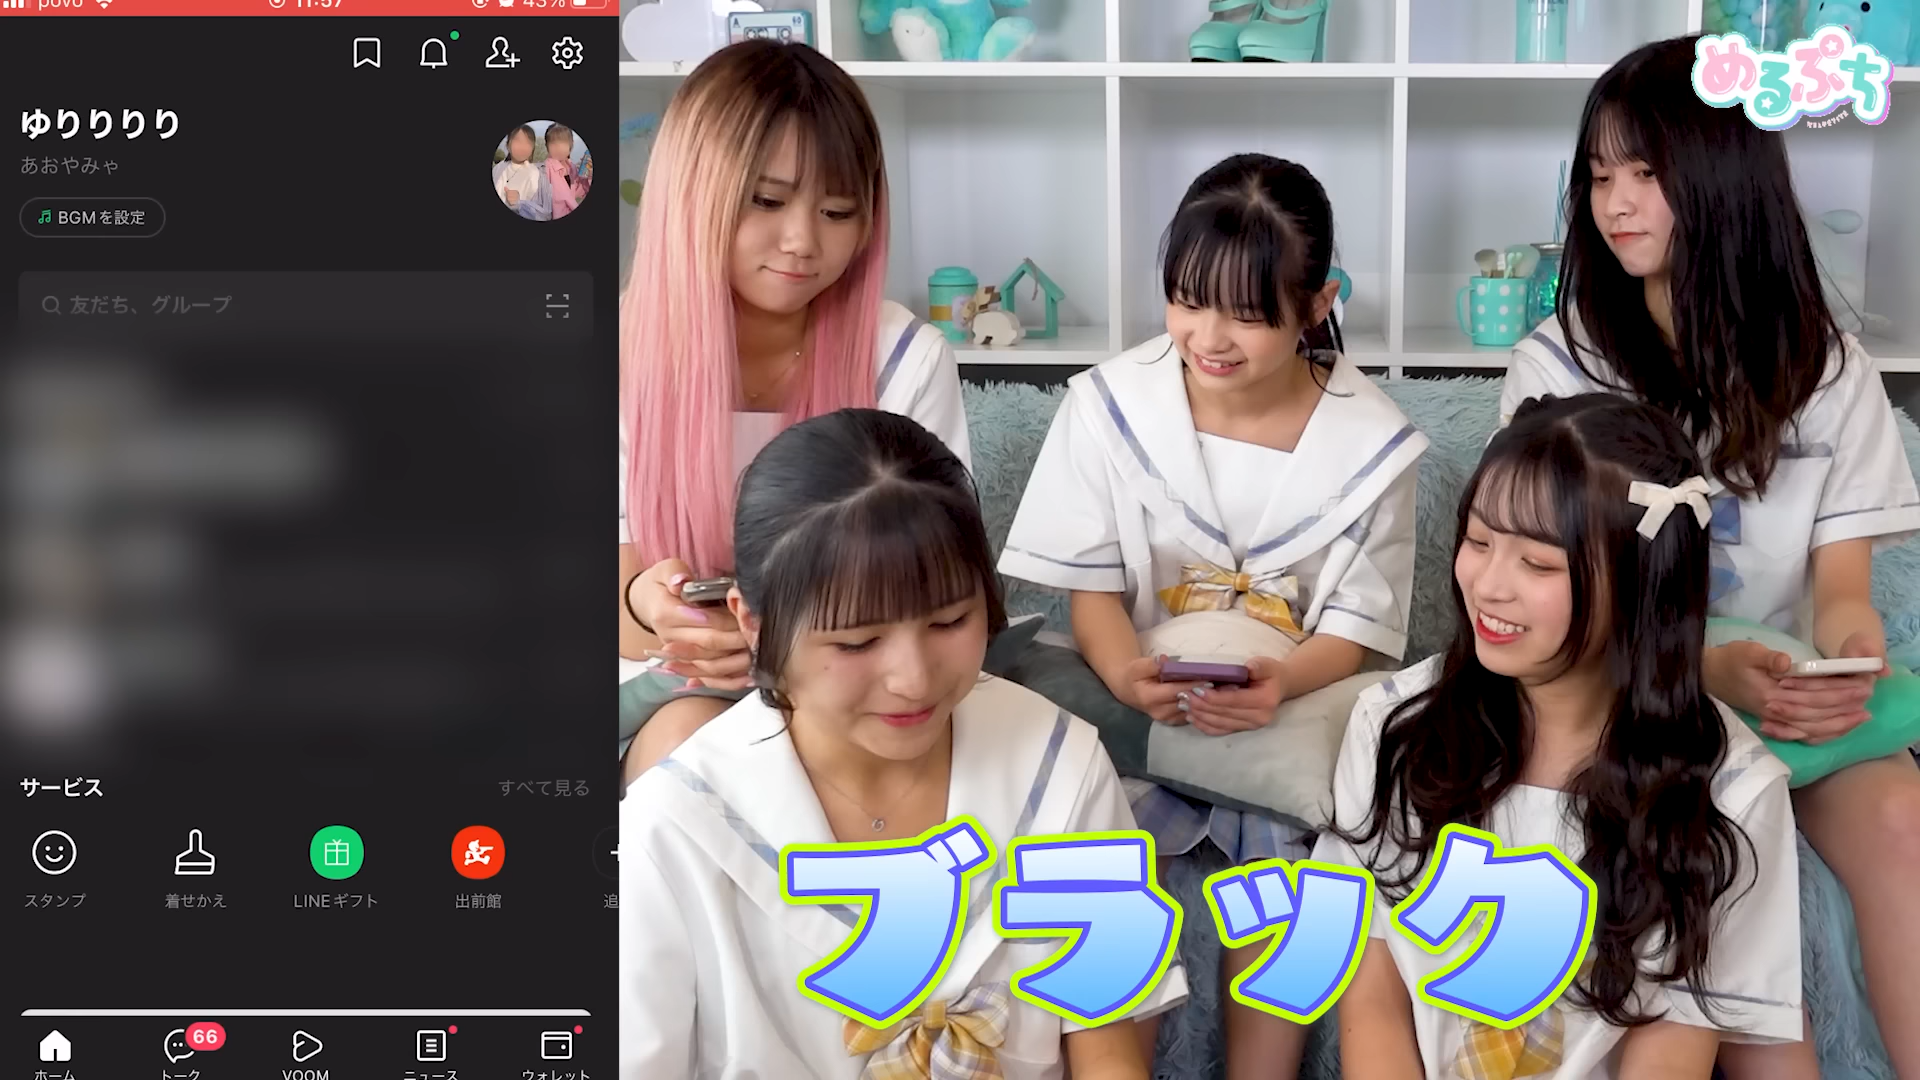 povo 11:57 43%
ゆりりりり
あおやみゃ
BGMを設定
友だち、グループ
サービス
すべて見る
スタンプ
着せかえ
LINEギフト
出前館
追
66
ホーム
トーク
VOOM
ニュース
ウォレット
めるぷち
ブラック